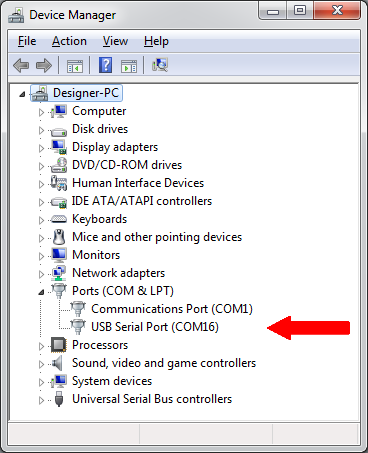 Device Manager
File Action View Help
Designer-PC
Computer
Disk drives
Display adapters
DVD/CD-ROM drives
Human Interface Devices
IDE ATA/ATAPI controllers
Keyboards
Mice and other pointing devices
Monitors
Network adapters
Ports (COM & LPT)
Communications Port (COM1)
USB Serial Port (COM16)
Processors
Sound, video and game controllers
System devices
Universal Serial Bus controllers